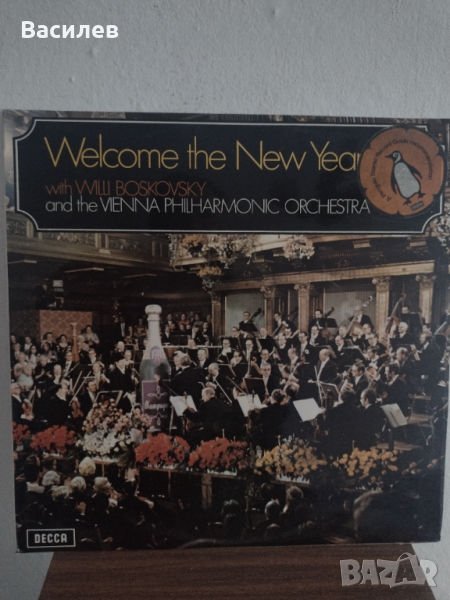 Василев
Welcome the New Year
with WILLI BOSKOVSKY
and the VIENNA PHILHARMONIC ORCHESTRA
DECCA
BAZAR